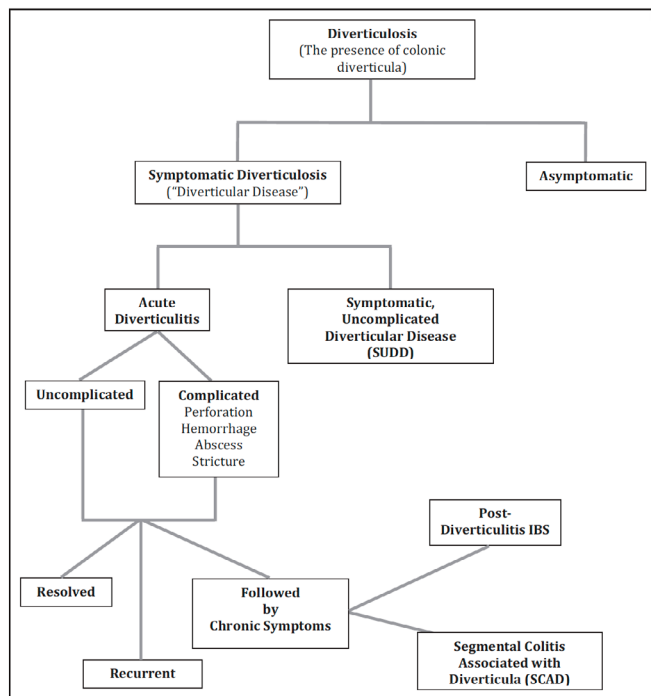 Diverticulosis
(The presence of colonic
diverticula)
Symptomatic Diverticulosis
("Diverticular Disease")
Asymptomatic
Acute
Diverticulitis
Symptomatic,
Uncomplicated
Diverticular Disease
(SUDD)
Uncomplicated
Complicated
Perforation
Hemorrhage
Abscess
Stricture
Post-
Diverticulitis IBS
Resolved
Followed
by
Chronic Symptoms
Recurrent
Segmental Colitis
Associated with
Diverticula (SCAD)